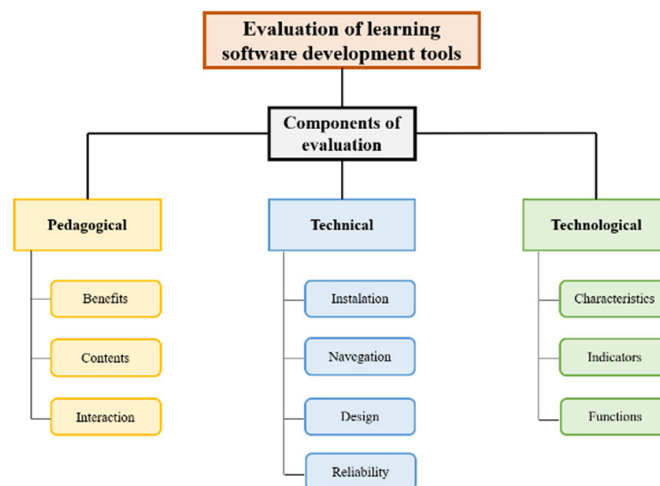 Evaluation of learning
software development tools
Components of
evaluation
Pedagogical
Technical
Technological
Benefits
Instalation
Characteristics
Contents
Navegation
Indicators
Interaction
Design
Functions
Reliability